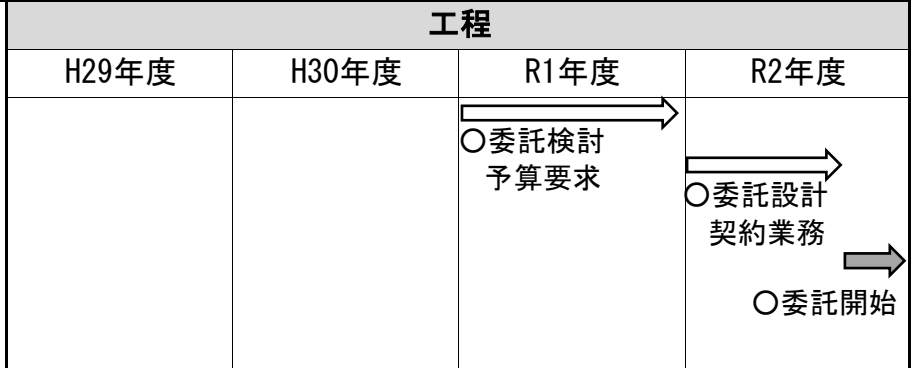 工程
H29年度 H30年度 R1年度 R2年度
○委託検討
予算要求
○委託設計
契約業務
○委託開始